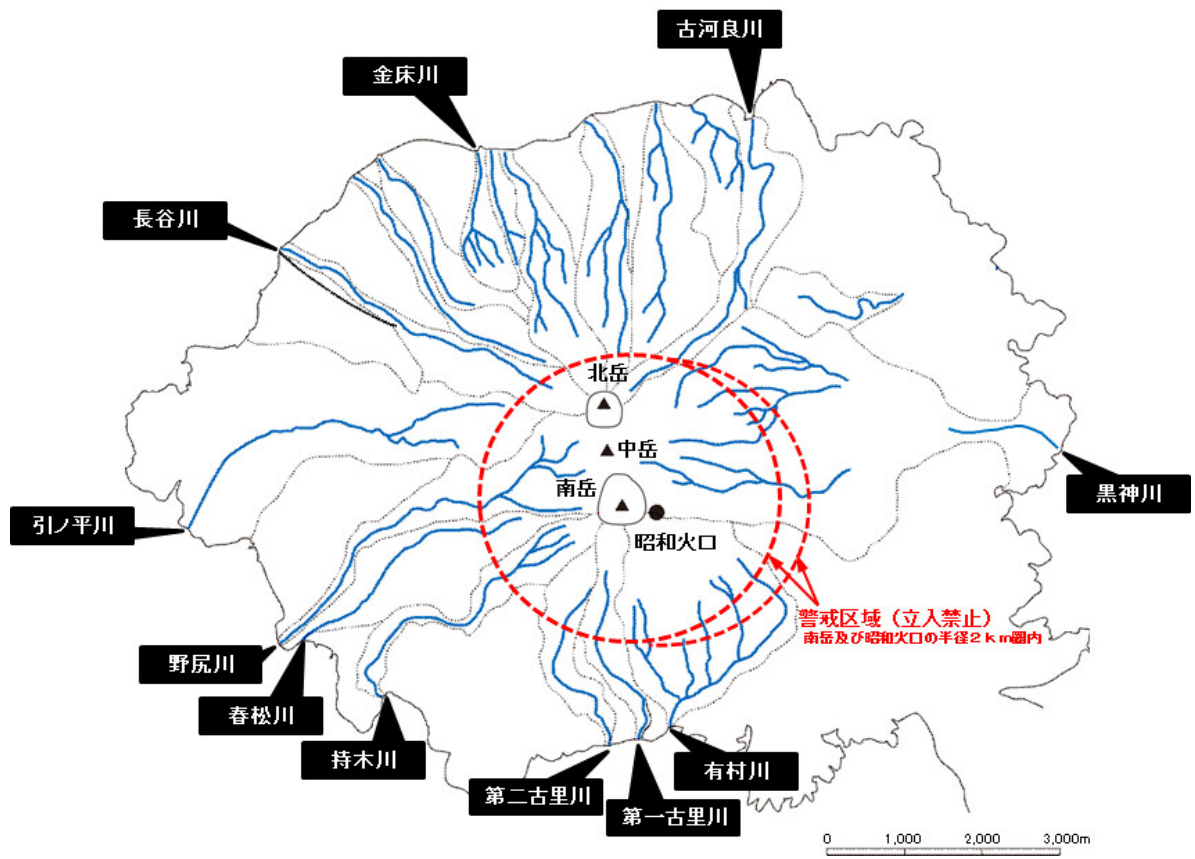 古河良川
金床川
長谷川
北岳
中岳
南岳
昭和火口
黒神川
引ノ平川
警戒区域（立入禁止）
南岳及び昭和火口の半径２ｋｍ圏内
野尻川
春松川
持木川
有村川
第二古里川
第一古里川
0 1,000 2,000 3,000m